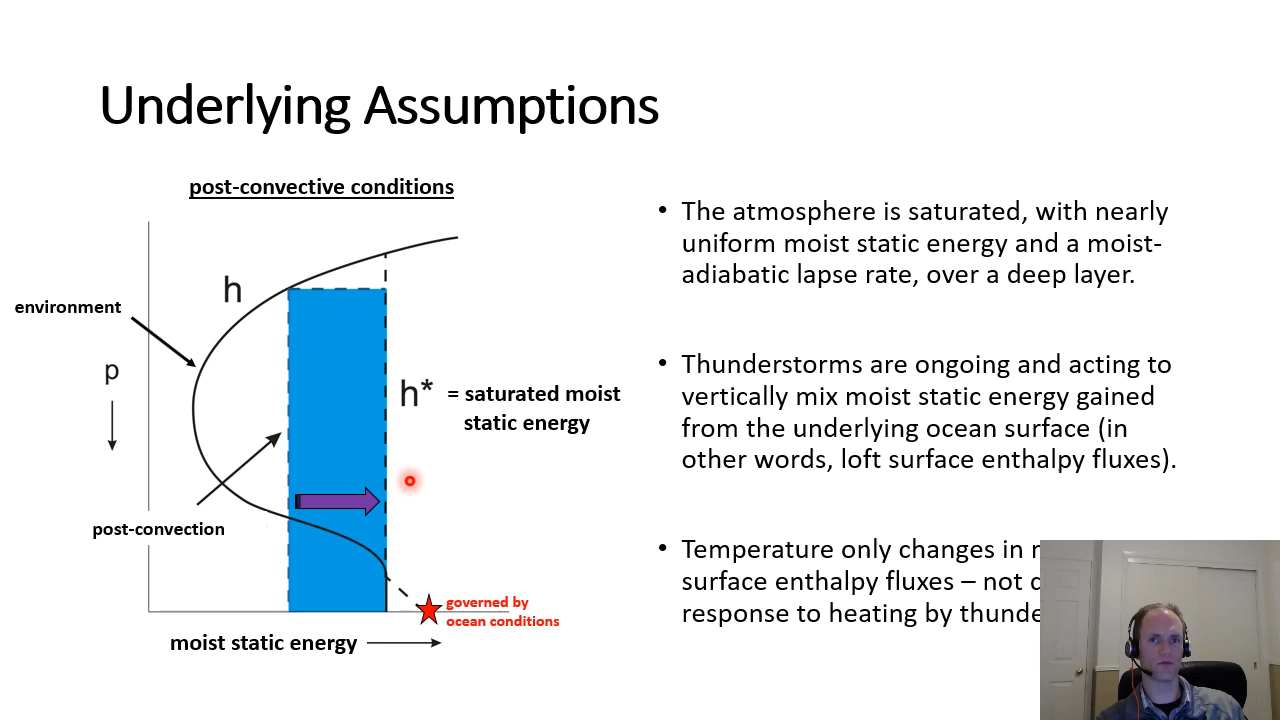 Underlying Assumptions
post-convective conditions
h
environment
p
h* = saturated moist
static energy
post-convection
governed by
ocean conditions
moist static energy
• The atmosphere is saturated, with nearly
uniform moist static energy and a moist-
adiabatic lapse rate, over a deep layer.
• Thunderstorms are ongoing and acting to
vertically mix moist static energy gained
from the underlying ocean surface (in
other words, loft surface enthalpy fluxes).
• Temperature only changes in
surface enthalpy fluxes – not
response to heating by